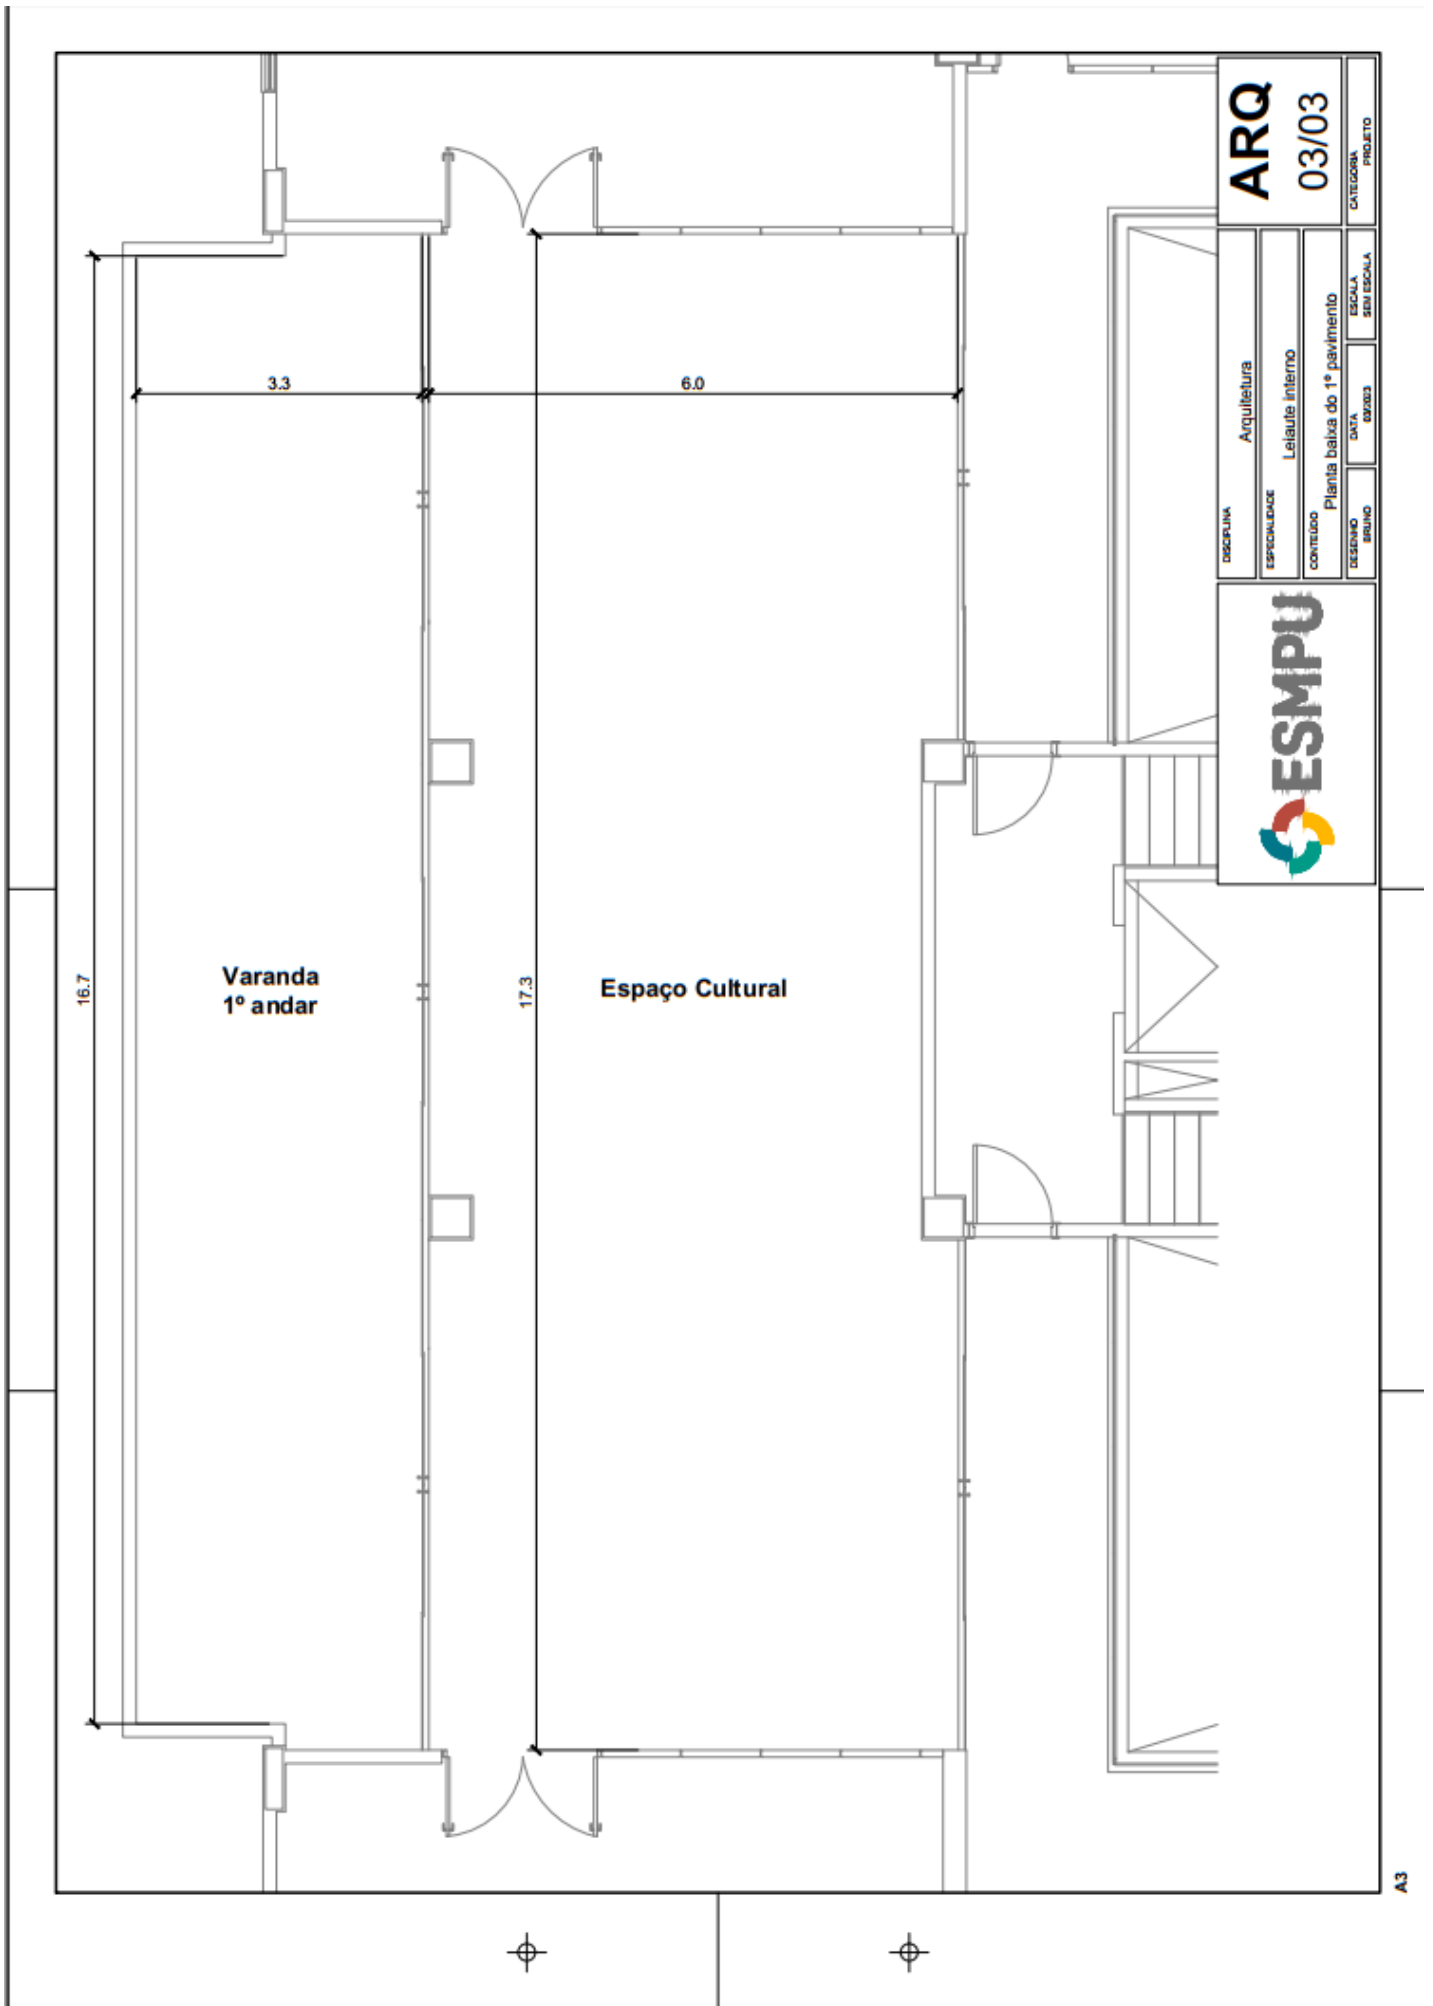 ARQ
03/03
CATEGORIA
PROJETO
DISCIPLINA
Arquitetura
ESPECIALIDADE
Leiaute interno
CONTEÚDO
Planta baixa do 1º pavimento
DESENHO
BRUNO
DATA
03/2023
ESCALA
SEM ESCALA
ESMPU
3.3
6.0
16.7
Varanda
1º andar
17.3
Espaço Cultural
A3